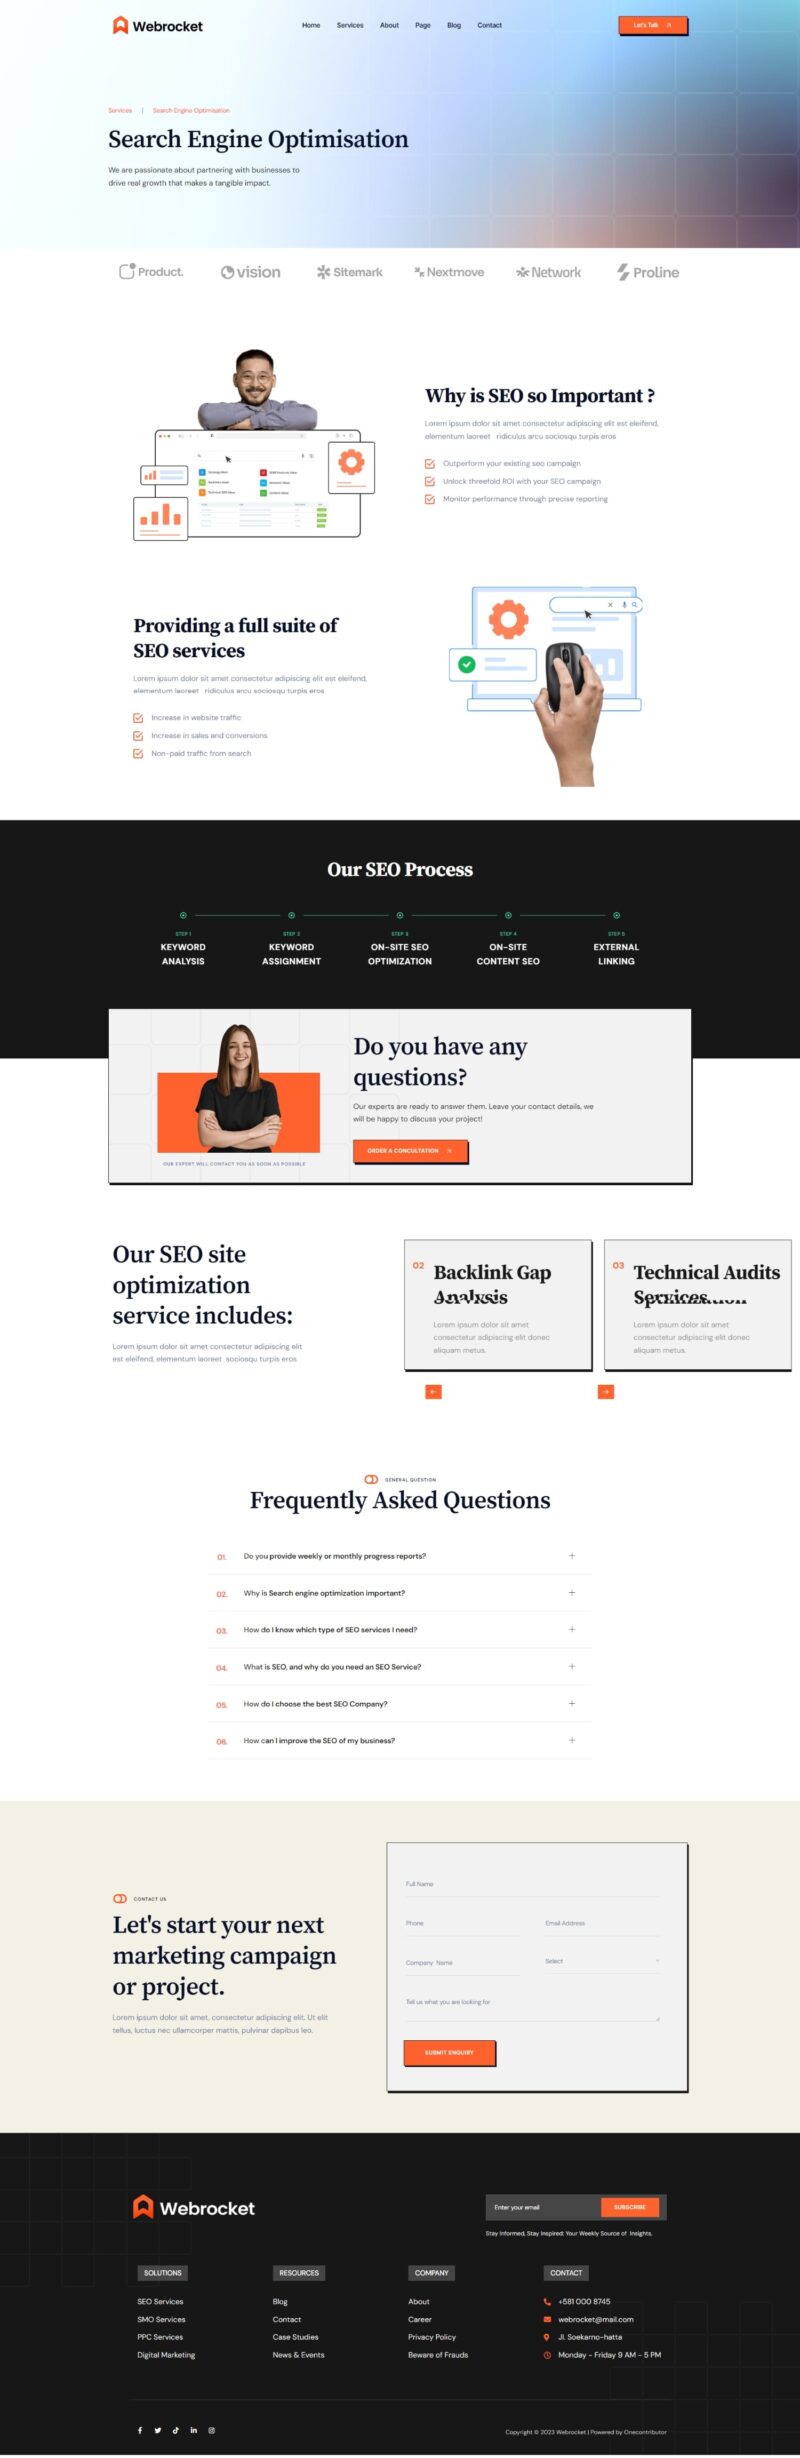 Webrocket
Home Services About Page Blog Contact
Let's Talk
Services | Search Engine Optimisation
Search Engine Optimisation
We are passionate about partnering with businesses to
drive real growth that makes a tangible impact.
Product. vision Sitemark Nextmove Network Proline
Why is SEO so Important ?
Lorem ipsum dolor sit amet consectetur adipiscing elit est eleifend,
elementum laoreet ridiculus arcu sociosqu turpis eros
Outperform your existing seo campaign
Unlock threefold ROI with your SEO campaign
Monitor performance through precise reporting
Providing a full suite of
SEO services
Lorem ipsum dolor sit amet consectetur adipiscing elit est eleifend,
elementum laoreet ridiculus arcu sociosqu turpis eros
Increase in website traffic
Increase in sales and conversions
Non-paid traffic from search
Our SEO Process
STEP 1 STEP 2 STEP 3 STEP 4 STEP 5
KEYWORD KEYWORD ON-SITE SEO ON-SITE EXTERNAL
ANALYSIS ASSIGNMENT OPTIMIZATION CONTENT SEO LINKING
Do you have any
questions?
Our experts are ready to answer them. Leave your contact details, we
will be happy to discuss your project!
ORDER A CONCULTATION
OUR EXPERT WILL CONTACT YOU AS SOON AS POSSIBLE
Our SEO site
optimization
service includes:
Lorem ipsum dolor sit amet consectetur adipiscing elit
est eleifend, elementum laoreet sociosqu turpis eros
02
Backlink Gap
Analysis
Lorem ipsum dolor sit amet
consectetur adipiscing elit donec
aliquam metus.
03
Technical Audits
Services
Lorem ipsum dolor sit amet
consectetur adipiscing elit donec
aliquam metus.
GENERAL QUESTION
Frequently Asked Questions
01. Do you provide weekly or monthly progress reports?
02. Why is Search engine optimization important?
03. How do I know which type of SEO services I need?
04. What is SEO, and why do you need an SEO Service?
05. How do I choose the best SEO Company?
06. How can I improve the SEO of my business?
CONTACT US
Let's start your next
marketing campaign
or project.
Lorem ipsum dolor sit amet, consectetur adipiscing elit. Ut elit
tellus, luctus nec ullamcorper mattis, pulvinar dapibus leo.
Full Name
Phone Email Address
Company Name Select
Tell us what you are looking for
SUBMIT ENQUIRY
Webrocket
Enter your email SUBSCRIBE
Stay Informed, Stay Inspired: Your Weekly Source of Insights.
SOLUTIONS RESOURCES COMPANY CONTACT
SEO Services Blog About +581 000 8745
SMO Services Contact Career webrocket@mail.com
PPC Services Case Studies Privacy Policy Jl. Soekarno-hatta
Digital Marketing News & Events Beware of Frauds Monday - Friday 9 AM - 5 PM
Copyright © 2023 Webrocket | Powered by Onecontributor